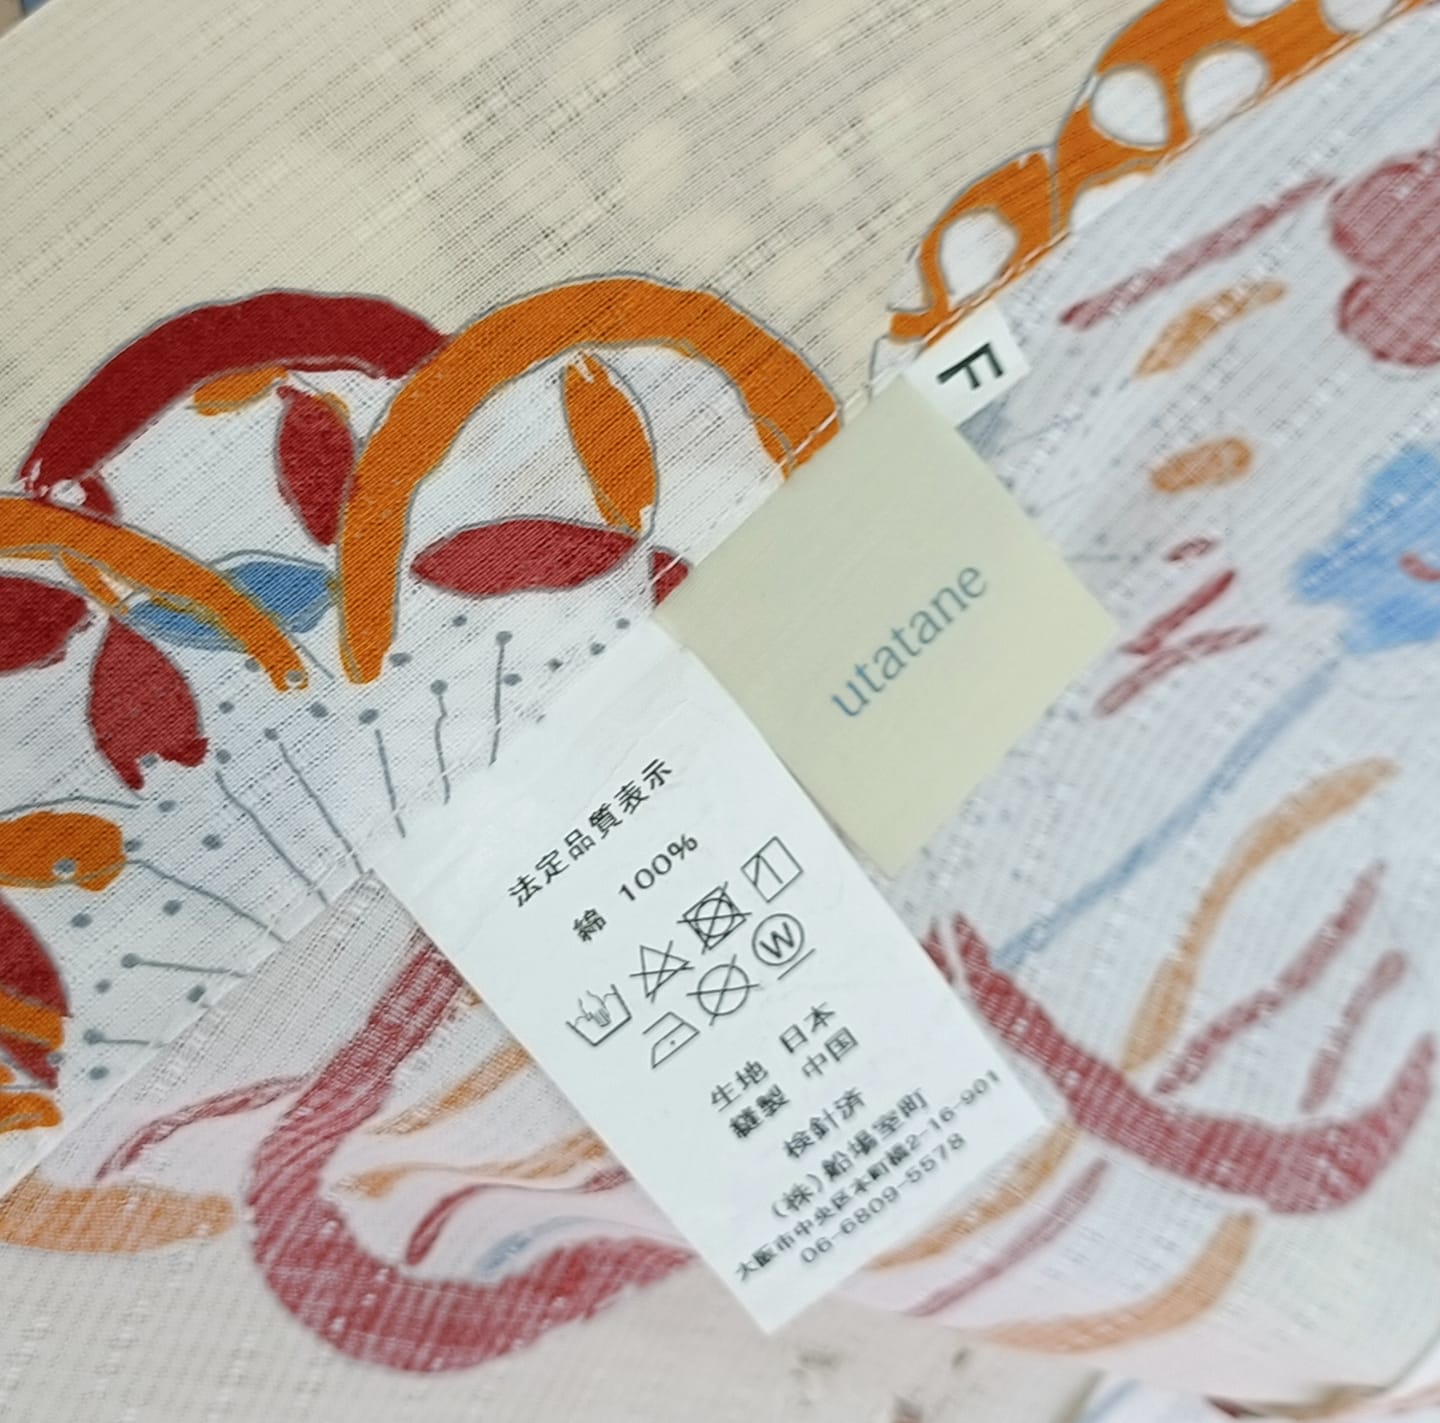 F
utatane
法定品質表示
綿 100%
W
生地 日本
縫製 中国
検針済
(株)船場室町
大阪市中央区本町橋2-16-901
06-6809-5578